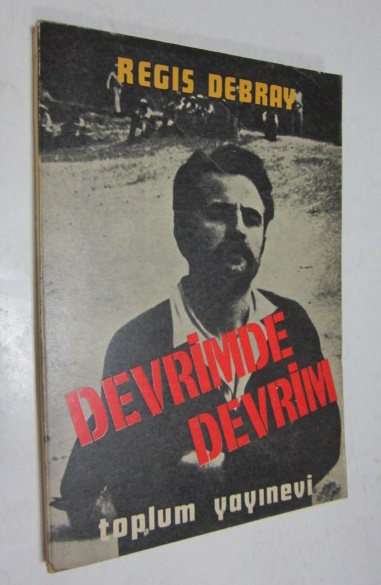 REGIS DEBRAY
DEVRİMDE
DEVRİM
toplum yayınevi